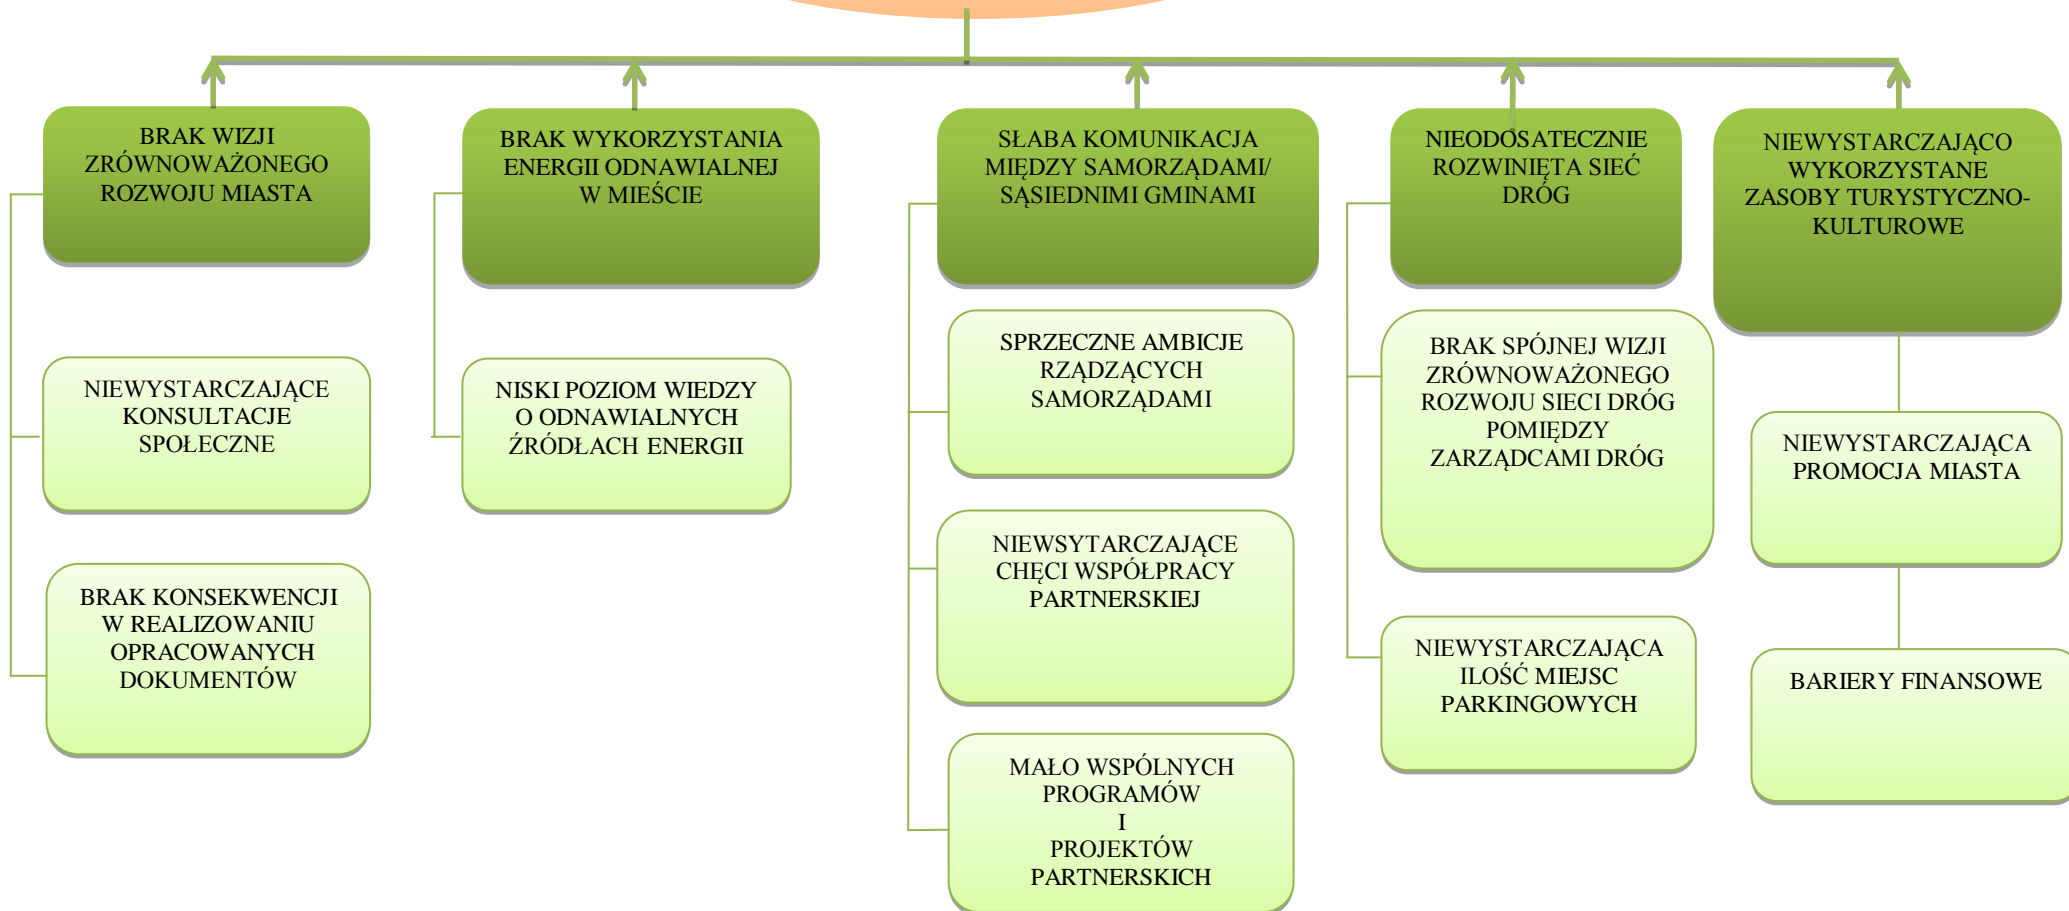 BRAK WIZJI
ZRÓWNOWAŻONEGO
ROZWOJU MIASTA
NIEWYSTARCZAJĄCE
KONSULTACJE
SPOŁECZNE
BRAK KONSEKWENCJI
W REALIZOWANIU
OPRACOWANYCH
DOKUMENTÓW
BRAK WYKORZYSTANIA
ENERGII ODNAWIALNEJ
W MIEŚCIE
NISKI POZIOM WIEDZY
O ODNAWIALNYCH
ŹRÓDŁACH ENERGII
SŁABA KOMUNIKACJA
MIĘDZY SAMORZĄDAMI/
SĄSIEDNIMI GMINAMI
SPRZECZNE AMBICJE
RZĄDZĄCYCH
SAMORZĄDAMI
NIEWSYTARCZAJĄCE
CHĘCI WSPÓŁPRACY
PARTNERSKIEJ
MAŁO WSPÓLNYCH
PROGRAMÓW
I
PROJEKTÓW
PARTNERSKICH
NIEODOSATECZNIE
ROZWINIĘTA SIEĆ
DRÓG
BRAK SPÓJNEJ WIZJI
ZRÓWNOWAŻONEGO
ROZWOJU SIECI DRÓG
POMIĘDZY
ZARZĄDCAMI DRÓG
NIEWYSTARCZAJĄCA
ILOŚĆ MIEJSC
PARKINGOWYCH
NIEWYSTARCZAJĄCO
WYKORZYSTANE
ZASOBY TURYSTYCZNO-
KULTUROWE
NIEWYSTARCZAJĄCA
PROMOCJA MIASTA
BARIERY FINANSOWE